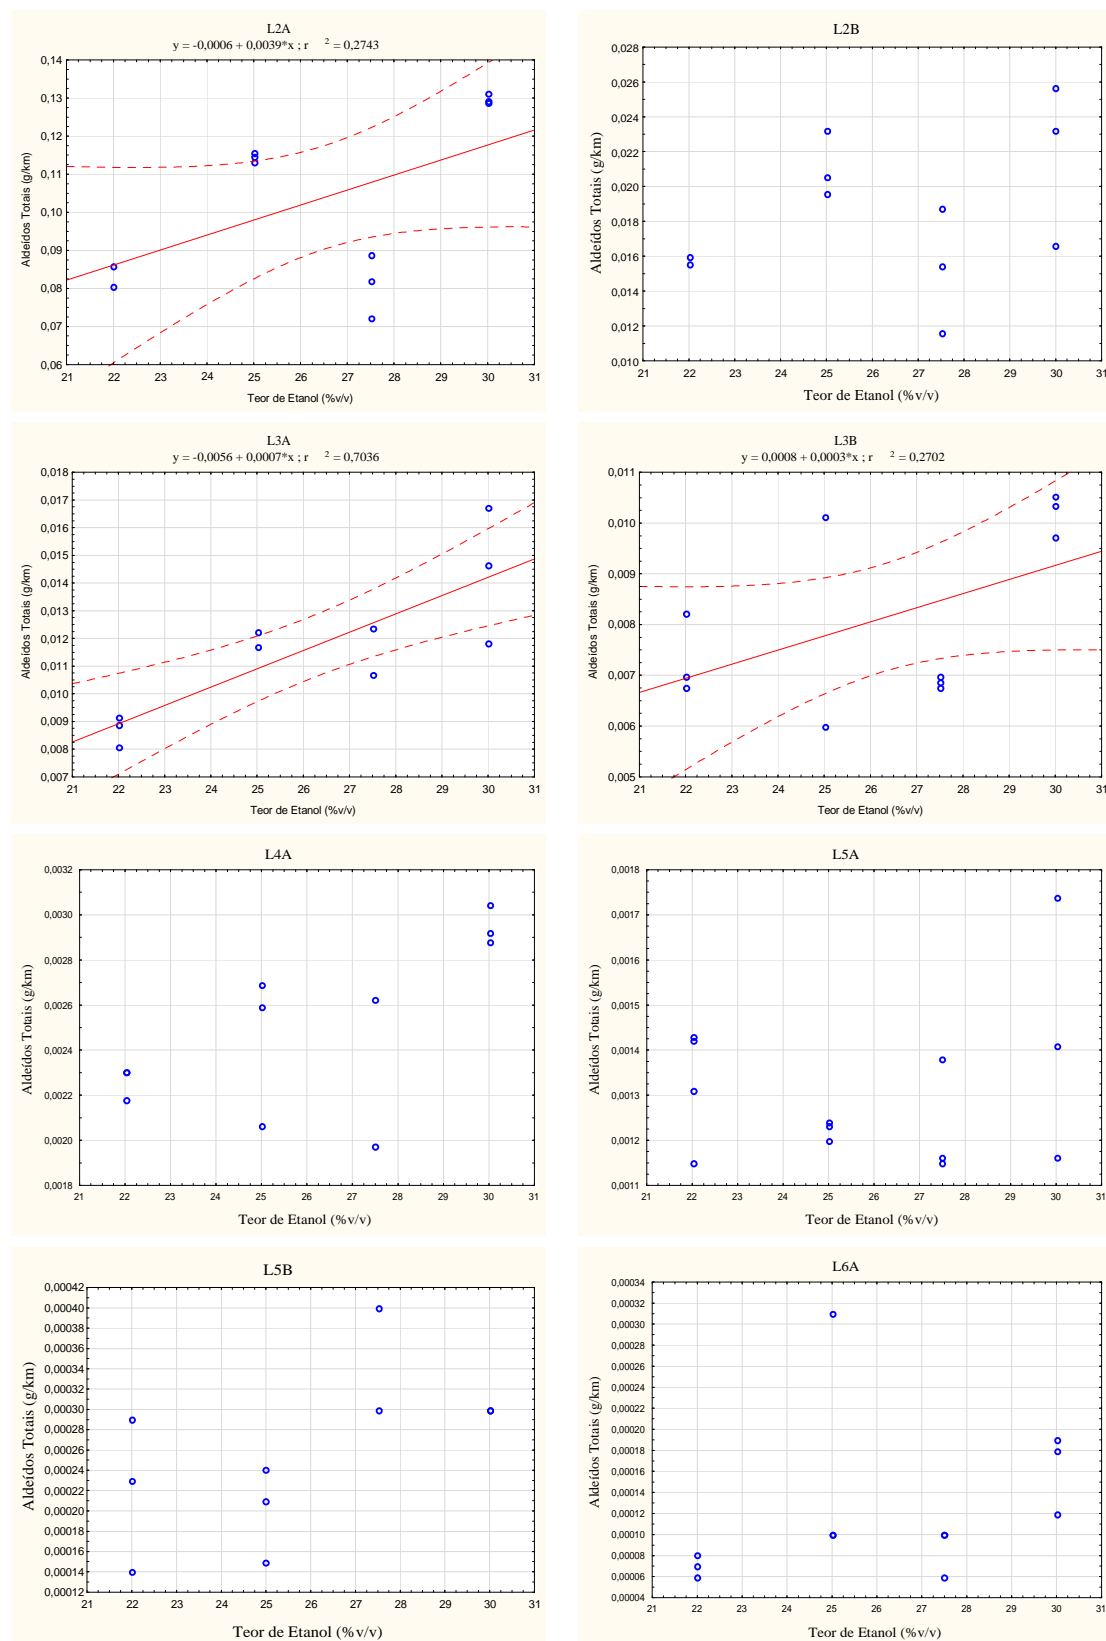 L2A
y = -0,0006 + 0,0039*x ; r 2 = 0,2743
0,14
0,13
0,12
0,11
0,10
0,09
0,08
0,07
0,06
21 22 23 24 25 26 27 28 29 30 31
Teor de Etanol (%v/v)
Aldeídos Totais (g/km)
L2B
0,028
0,026
0,024
0,022
0,020
0,018
0,016
0,014
0,012
0,010
21 22 23 24 25 26 27 28 29 30 31
Teor de Etanol (%v/v)
Aldeídos Totais (g/km)
L3A
y = -0,0056 + 0,0007*x ; r 2 = 0,7036
0,018
0,017
0,016
0,015
0,014
0,013
0,012
0,011
0,010
0,009
0,008
0,007
21 22 23 24 25 26 27 28 29 30 31
Teor de Etanol (%v/v)
Aldeídos Totais (g/km)
L3B
y = 0,0008 + 0,0003*x ; r 2 = 0,2702
0,011
0,010
0,009
0,008
0,007
0,006
0,005
21 22 23 24 25 26 27 28 29 30 31
Teor de Etanol (%v/v)
Aldeídos Totais (g/km)
L4A
0,0032
0,0030
0,0028
0,0026
0,0024
0,0022
0,0020
0,0018
21 22 23 24 25 26 27 28 29 30 31
Teor de Etanol (%v/v)
Aldeídos Totais (g/km)
L5A
0,0018
0,0017
0,0016
0,0015
0,0014
0,0013
0,0012
0,0011
21 22 23 24 25 26 27 28 29 30 31
Teor de Etanol (%v/v)
Aldeídos Totais (g/km)
L5B
0,00042
0,00040
0,00038
0,00036
0,00034
0,00032
0,00030
0,00028
0,00026
0,00024
0,00022
0,00020
0,00018
0,00016
0,00014
0,00012
21 22 23 24 25 26 27 28 29 30 31
Teor de Etanol (%v/v)
Aldeídos Totais (g/km)
L6A
0,00034
0,00032
0,00030
0,00028
0,00026
0,00024
0,00022
0,00020
0,00018
0,00016
0,00014
0,00012
0,00010
0,00008
0,00006
0,00004
21 22 23 24 25 26 27 28 29 30 31
Teor de Etanol (%v/v)
Aldeídos Totais (g/km)